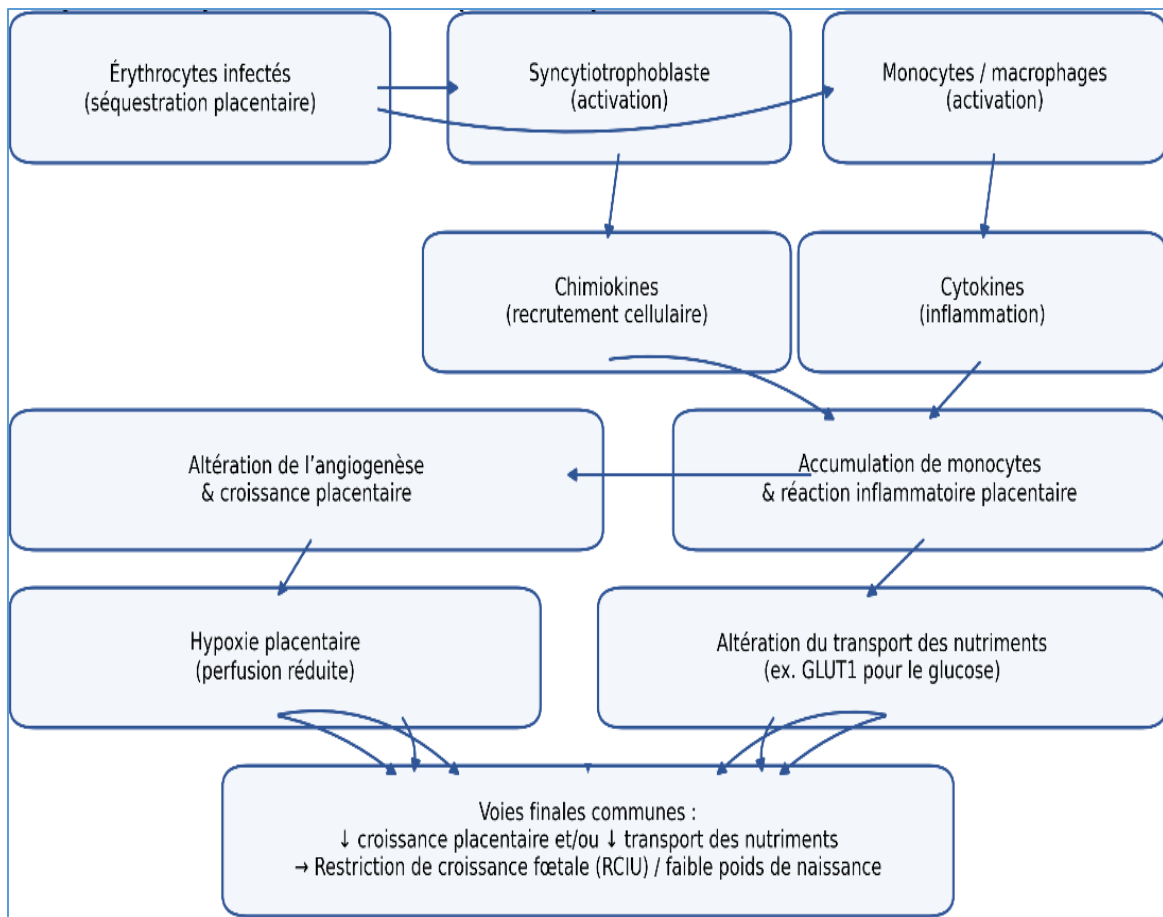 Érythrocytes infectés
(séquestration placentaire)
Syncytiotrophoblaste
(activation)
Monocytes / macrophages
(activation)
Chimiokines
(recrutement cellulaire)
Cytokines
(inflammation)
Altération de l’angiogenèse
& croissance placentaire
Accumulation de monocytes
& réaction inflammatoire placentaire
Hypoxie placentaire
(perfusion réduite)
Altération du transport des nutriments
(ex. GLUT1 pour le glucose)
Voies finales communes :
↓ croissance placentaire et/ou ↓ transport des nutriments
→ Restriction de croissance fœtale (RCIU) / faible poids de naissance